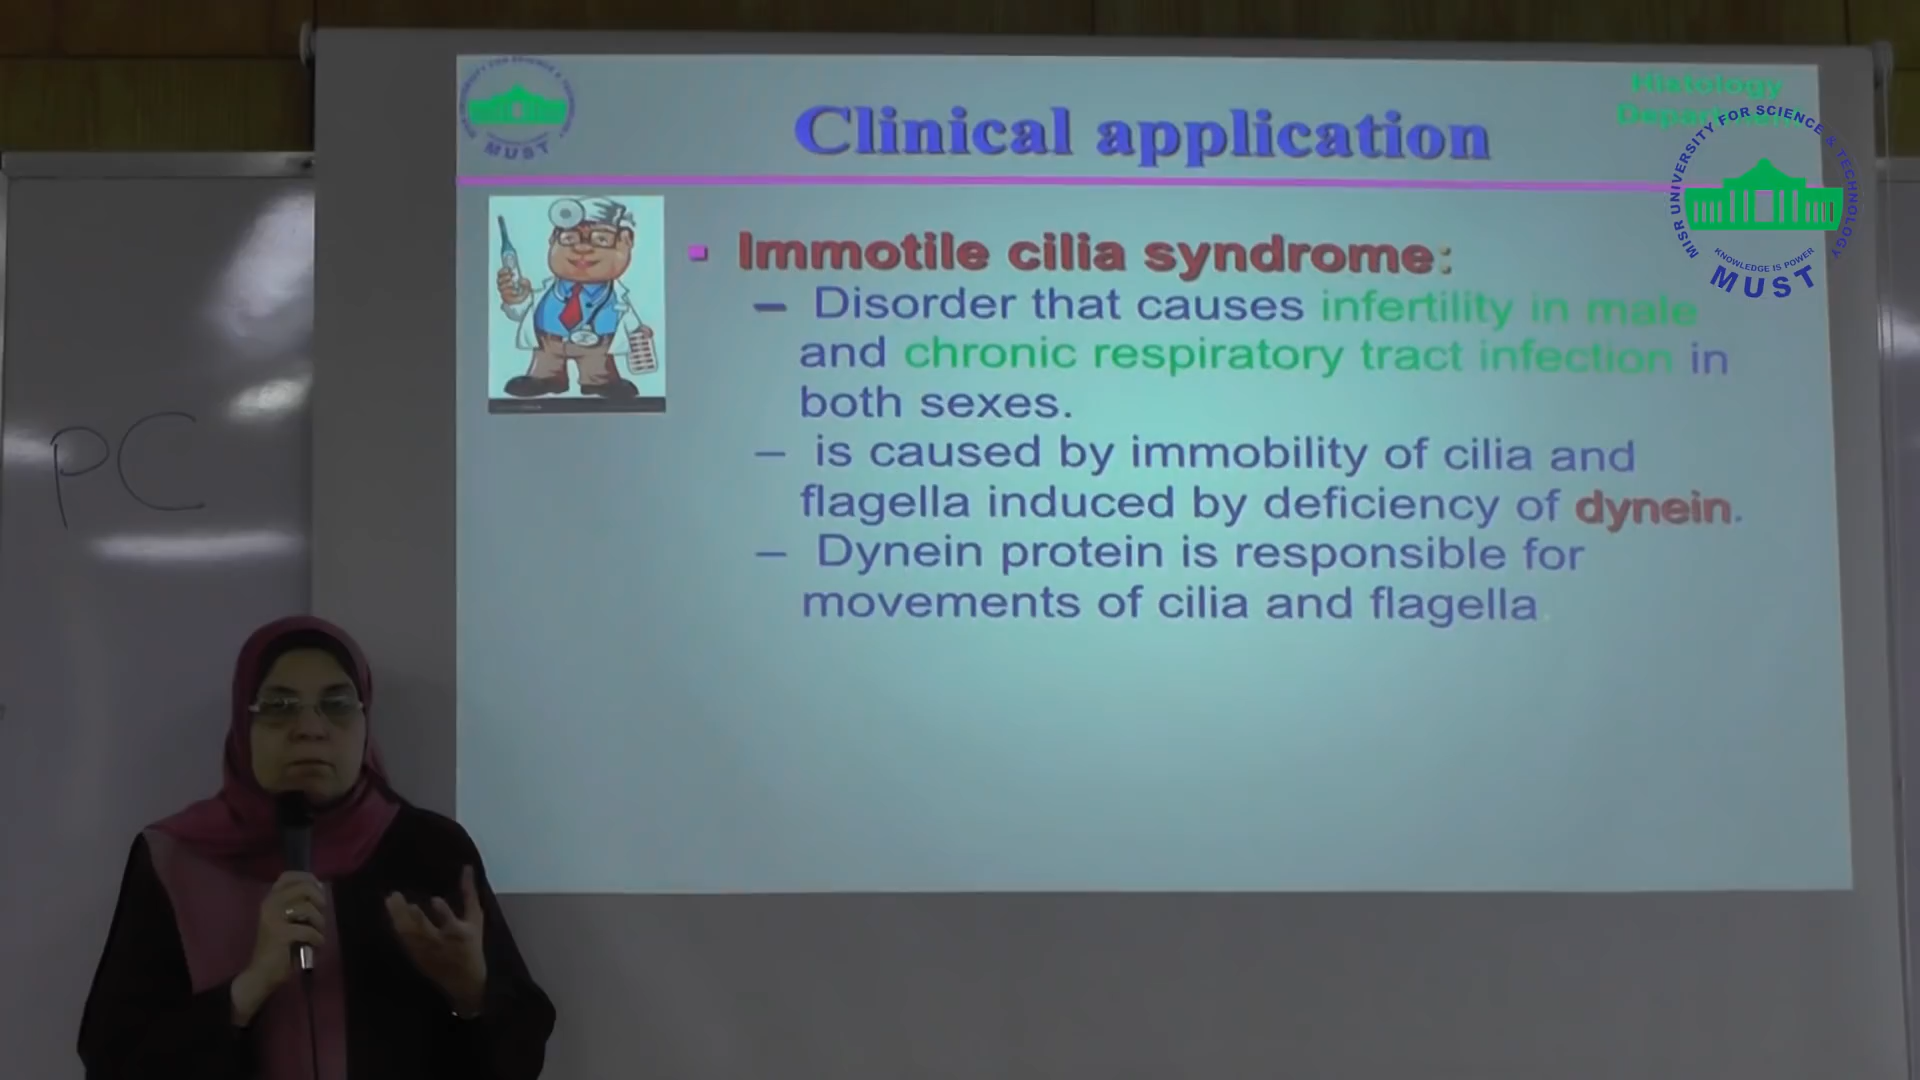 Histology
Department
Clinical application
MUST
MISR UNIVERSITY FOR SCIENCE & TECHNOLOGY
KNOWLEDGE IS POWER
MUST
Immotile cilia syndrome:
– Disorder that causes infertility in male
and chronic respiratory tract infection in
both sexes.
– is caused by immobility of cilia and
flagella induced by deficiency of dynein.
– Dynein protein is responsible for
movements of cilia and flagella.
PC